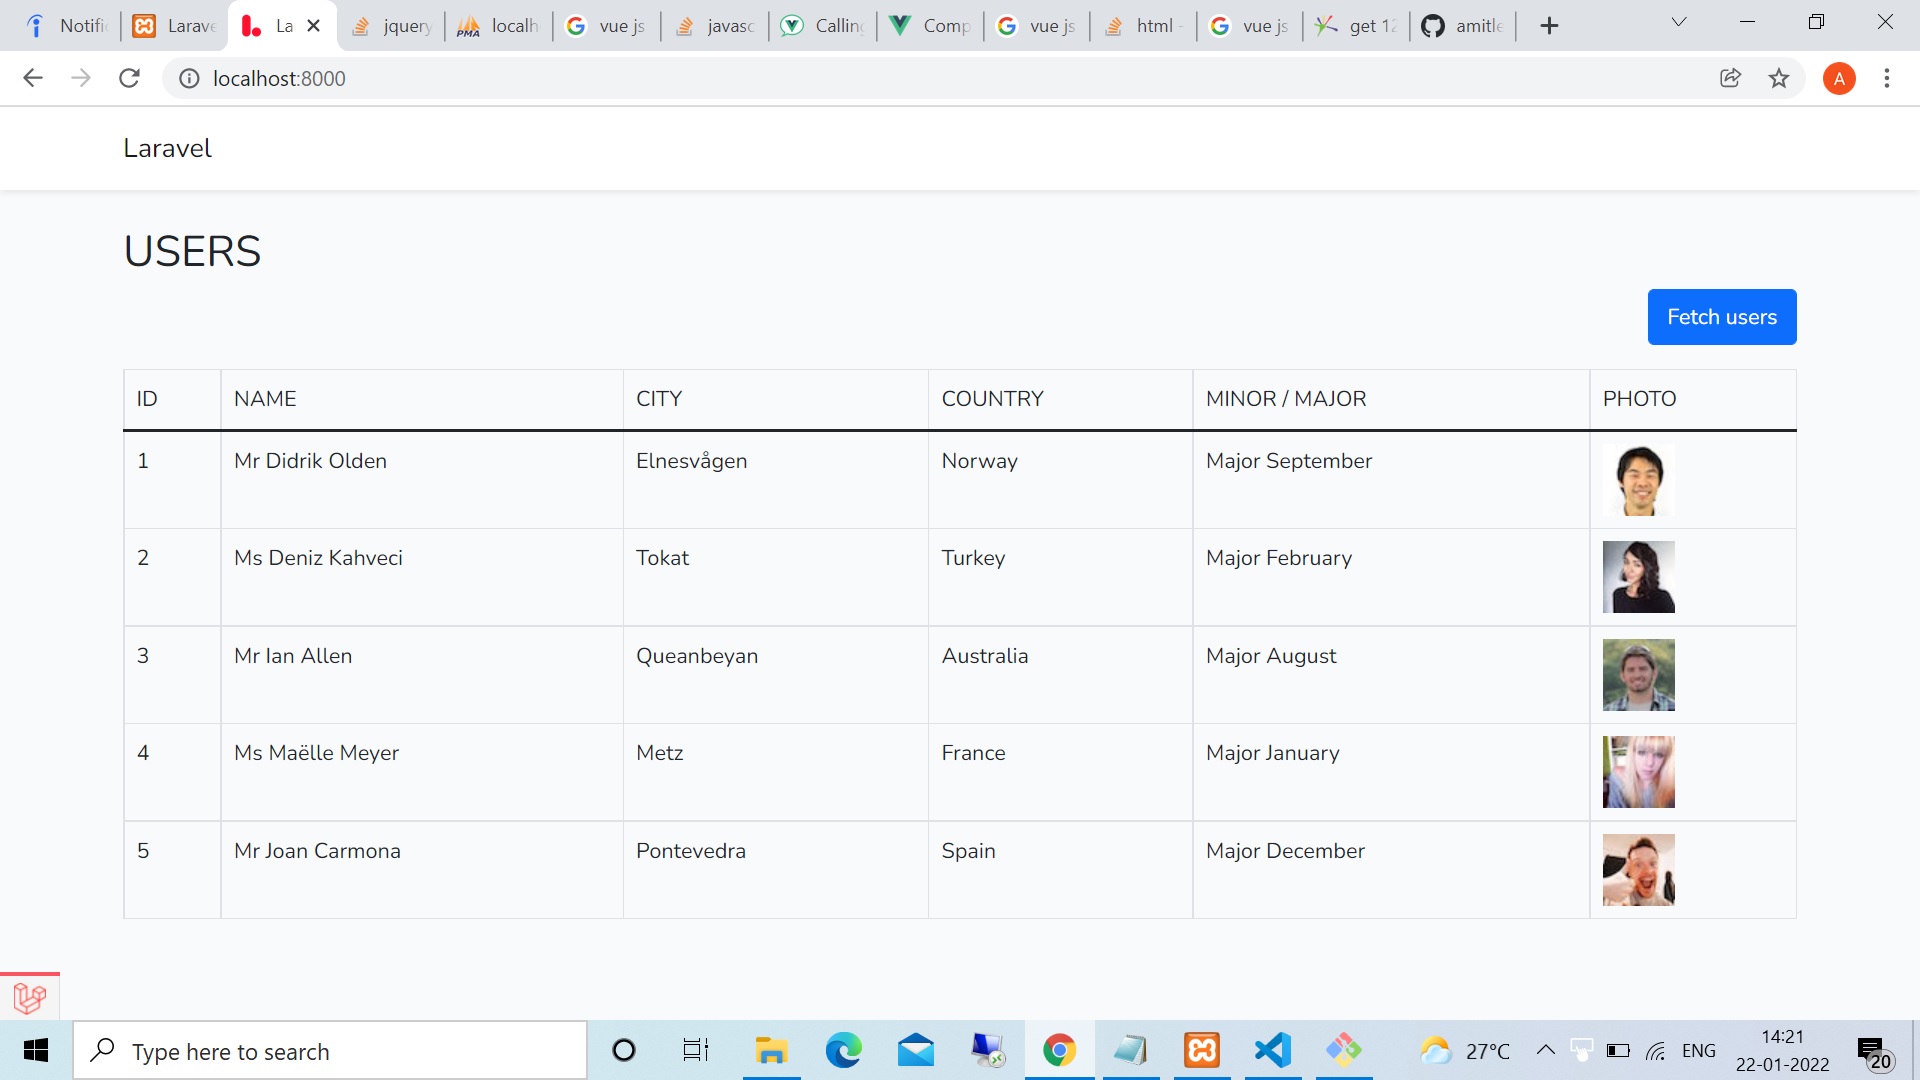 Notifi Larave La jquery localh vue js javasc Calling Comp vue js html - vue js get 12 amitle
localhost:8000 A
Laravel
USERS
Fetch users
ID NAME CITY COUNTRY MINOR / MAJOR PHOTO
1 Mr Didrik Olden Elnesvågen Norway Major September
2 Ms Deniz Kahveci Tokat Turkey Major February
3 Mr Ian Allen Queanbeyan Australia Major August
4 Ms Maëlle Meyer Metz France Major January
5 Mr Joan Carmona Pontevedra Spain Major December
Type here to search 27°C ENG 14:21
22-01-2022 20